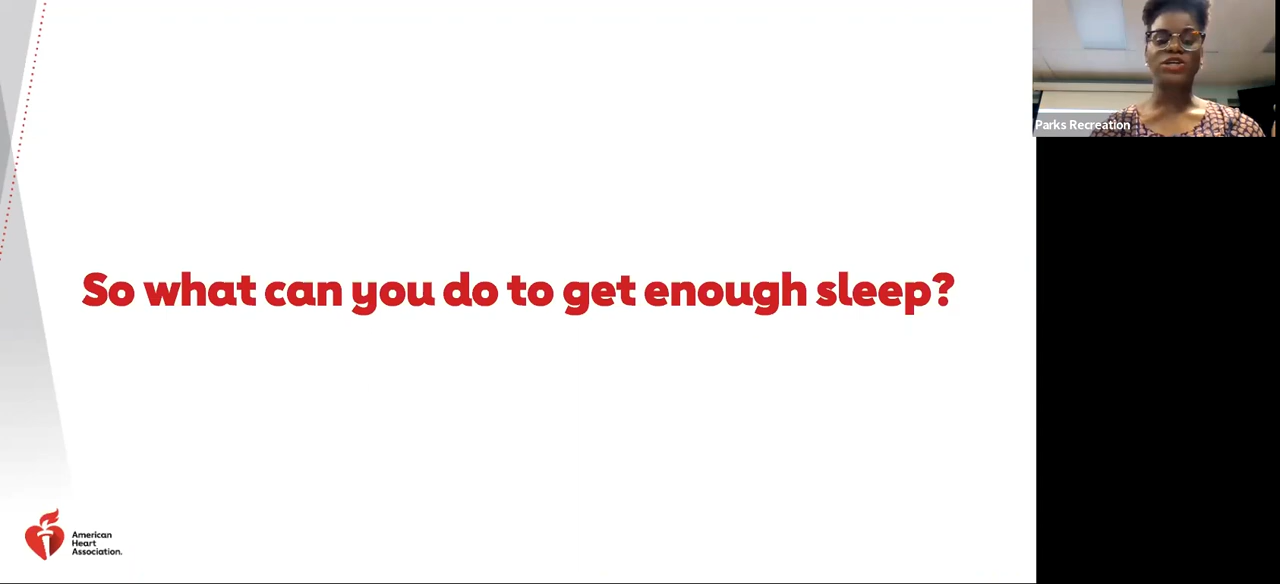 So what can you do to get enough sleep?
Parks Recreation
American
Heart
Association.